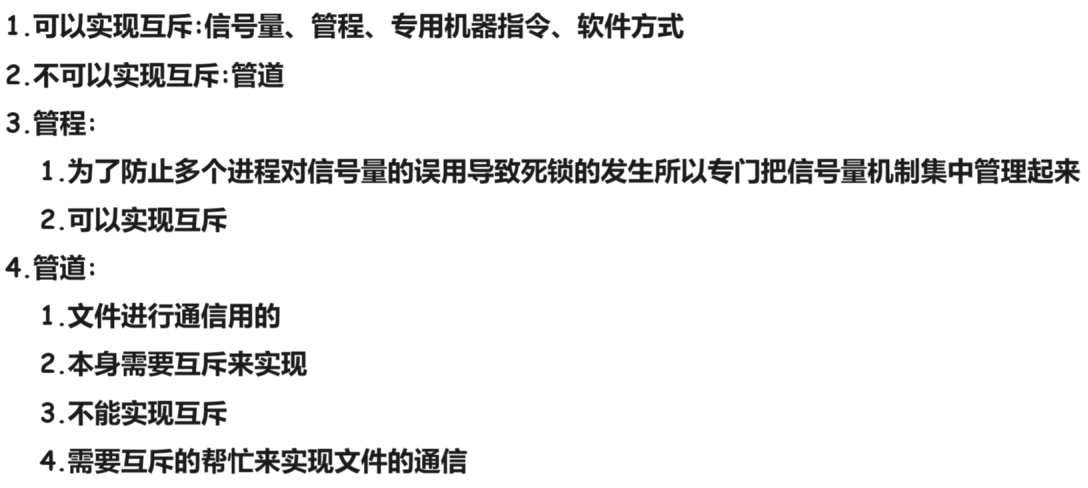 1.可以实现互斥:信号量、管程、专用机器指令、软件方式
2.不可以实现互斥:管道
3.管程:
1.为了防止多个进程对信号量的误用导致死锁的发生所以专门把信号量机制集中管理起来
2.可以实现互斥
4.管道:
1.文件进行通信用的
2.本身需要互斥来实现
3.不能实现互斥
4.需要互斥的帮忙来实现文件的通信